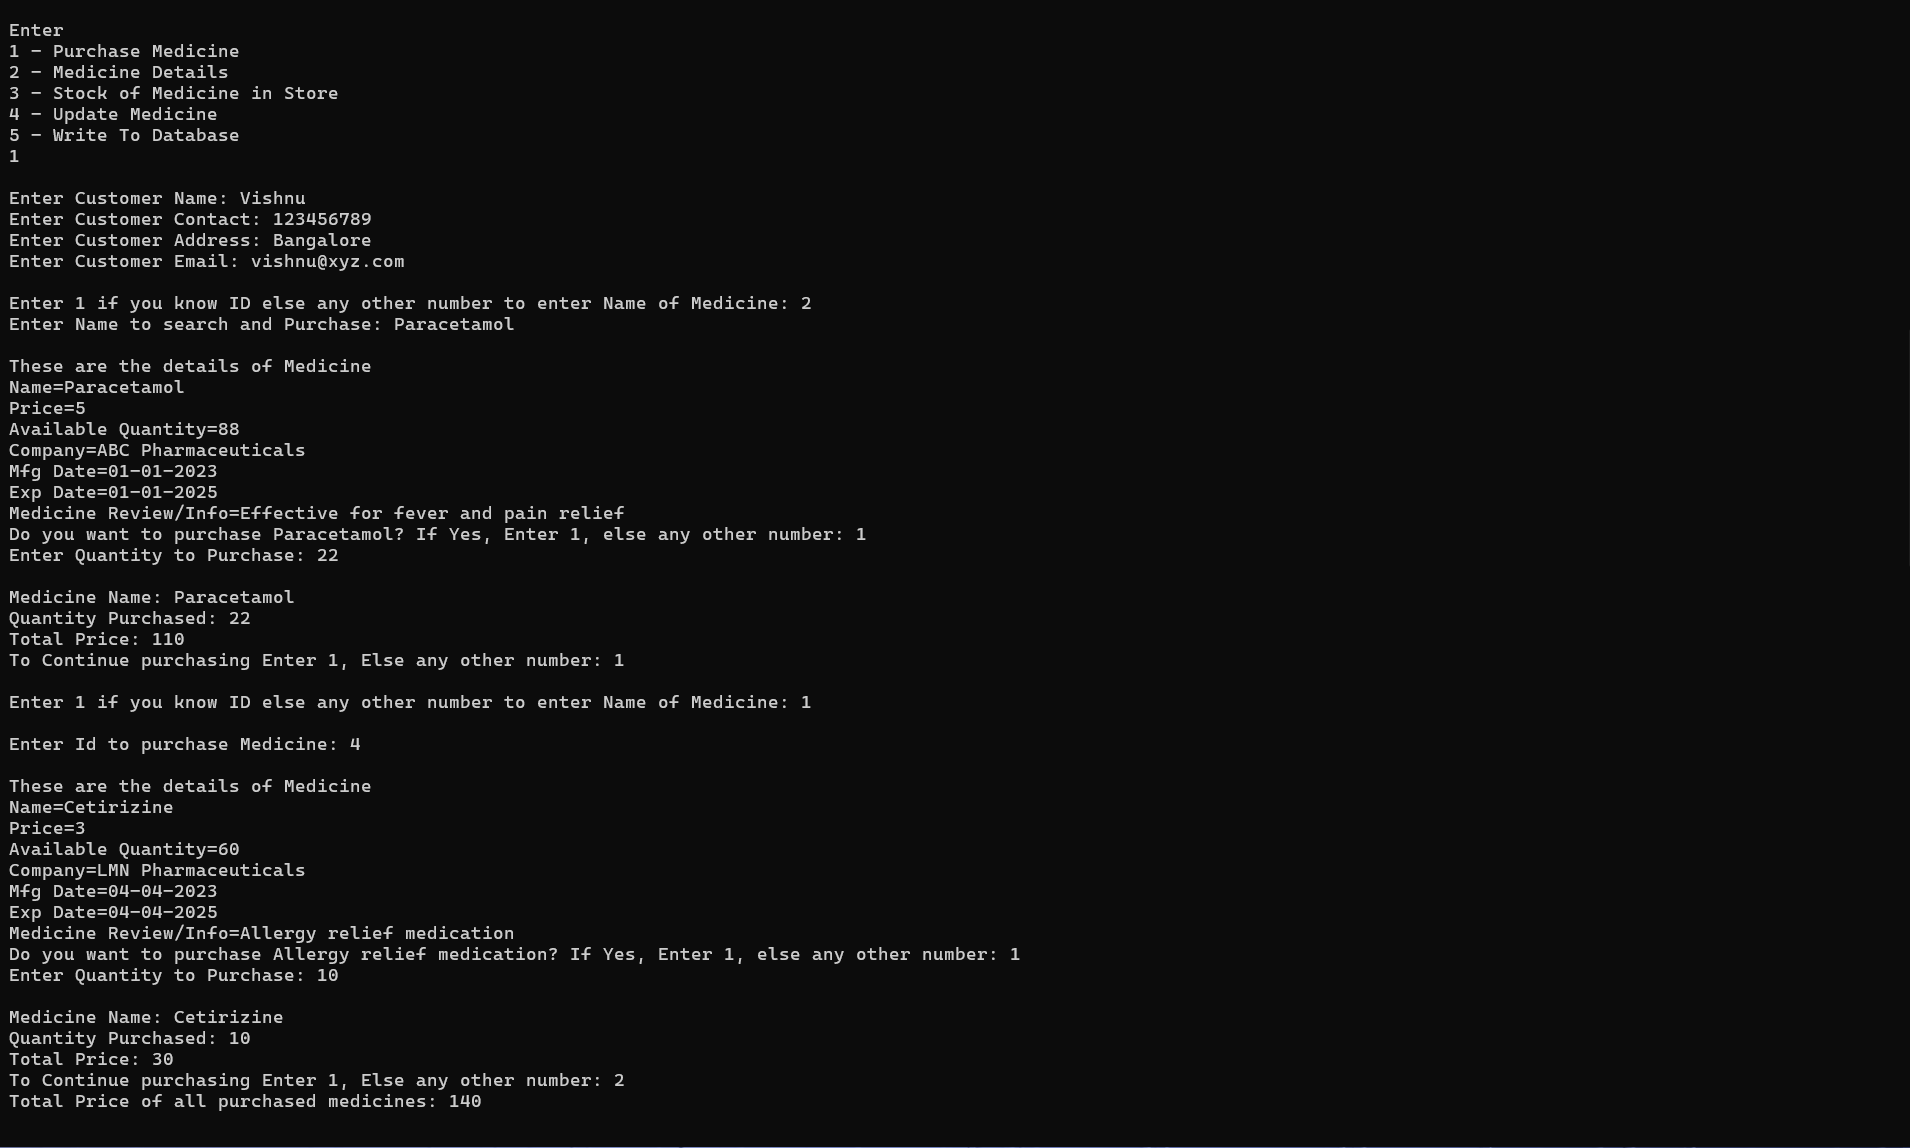 Enter
1 - Purchase Medicine
2 - Medicine Details
3 - Stock of Medicine in Store
4 - Update Medicine
5 - Write To Database
1
Enter Customer Name: Vishnu
Enter Customer Contact: 123456789
Enter Customer Address: Bangalore
Enter Customer Email: vishnu@xyz.com
Enter 1 if you know ID else any other number to enter Name of Medicine: 2
Enter Name to search and Purchase: Paracetamol
These are the details of Medicine
Name=Paracetamol
Price=5
Available Quantity=88
Company=ABC Pharmaceuticals
Mfg Date=01-01-2023
Exp Date=01-01-2025
Medicine Review/Info=Effective for fever and pain relief
Do you want to purchase Paracetamol? If Yes, Enter 1, else any other number: 1
Enter Quantity to Purchase: 22
Medicine Name: Paracetamol
Quantity Purchased: 22
Total Price: 110
To Continue purchasing Enter 1, Else any other number: 1
Enter 1 if you know ID else any other number to enter Name of Medicine: 1
Enter Id to purchase Medicine: 4
These are the details of Medicine
Name=Cetirizine
Price=3
Available Quantity=60
Company=LMN Pharmaceuticals
Mfg Date=04-04-2023
Exp Date=04-04-2025
Medicine Review/Info=Allergy relief medication
Do you want to purchase Allergy relief medication? If Yes, Enter 1, else any other number: 1
Enter Quantity to Purchase: 10
Medicine Name: Cetirizine
Quantity Purchased: 10
Total Price: 30
To Continue purchasing Enter 1, Else any other number: 2
Total Price of all purchased medicines: 140